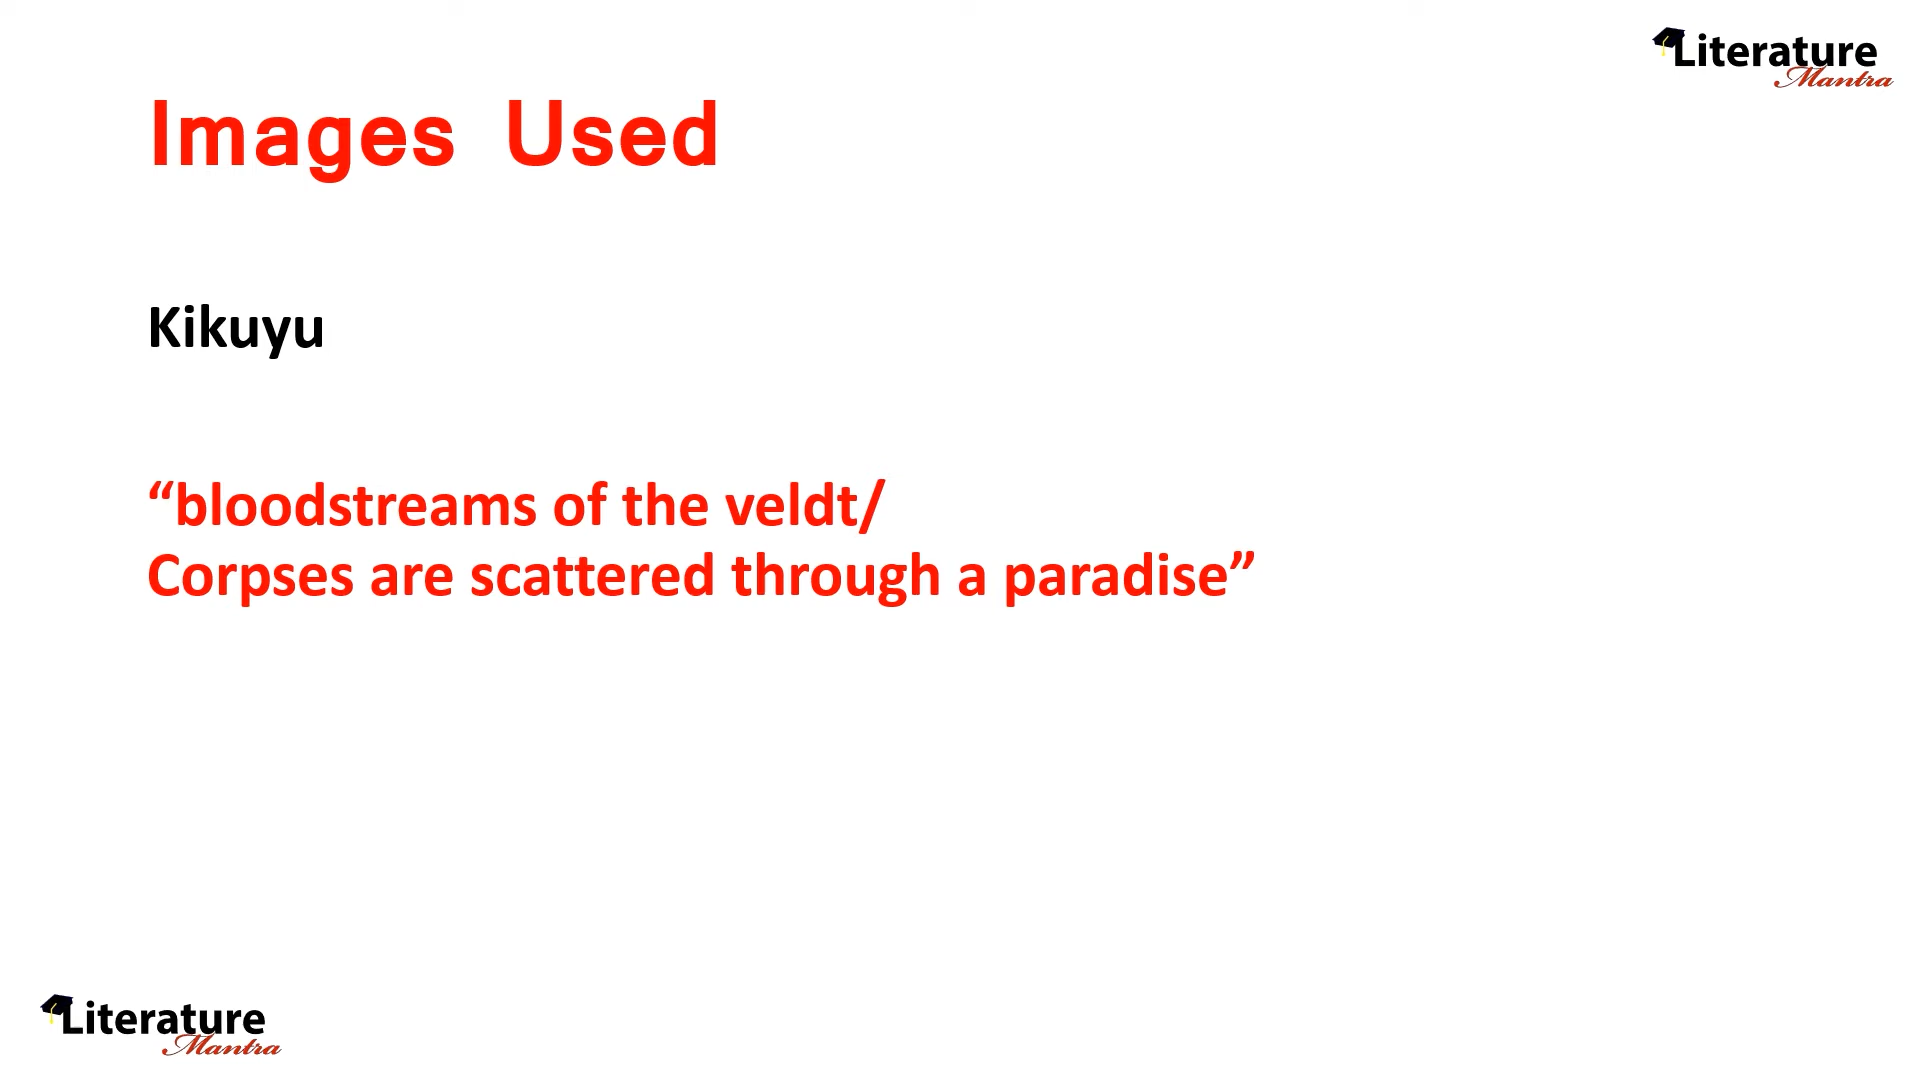 Literature
Mantra
Images Used
Kikuyu
“bloodstreams of the veldt/
Corpses are scattered through a paradise”
Literature
Mantra